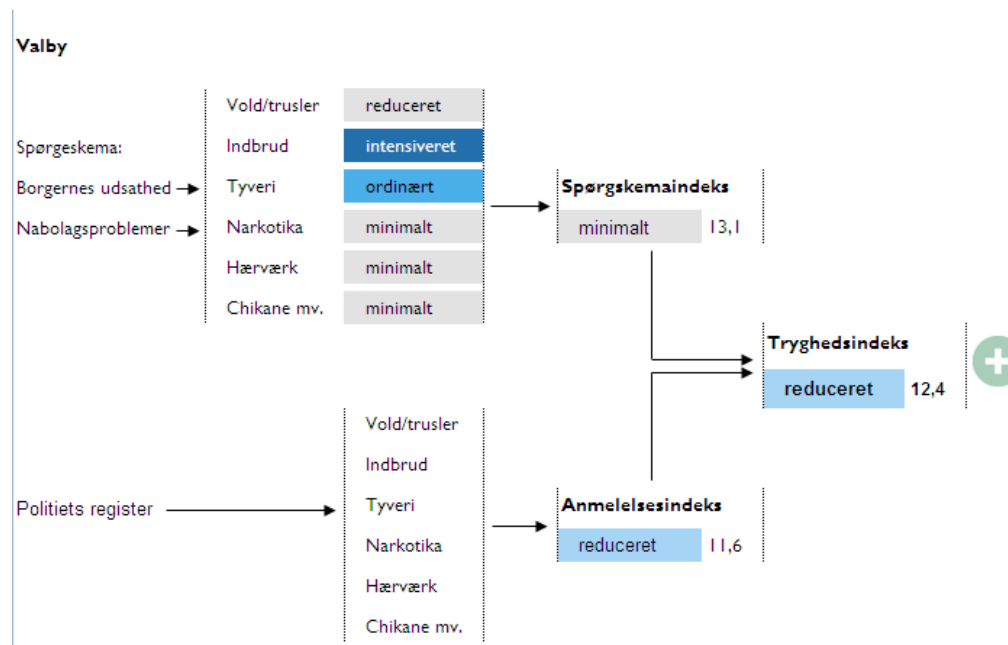 Valby
Vold/trusler reduceret
Spørgeskema: Indbrud intensiveret
Borgernes udsathed Tyveri ordinært Spørgskemaindeks
Nabolagsproblemer Narkotika minimalt minimalt 13,1
Hærværk minimalt
Chikane mv. minimalt
Tryghedsindeks
reduceret 12,4
Vold/trusler
Indbrud
Politiets register Tyveri Anmelelsesindeks
Narkotika reduceret 11,6
Hærværk
Chikane mv.